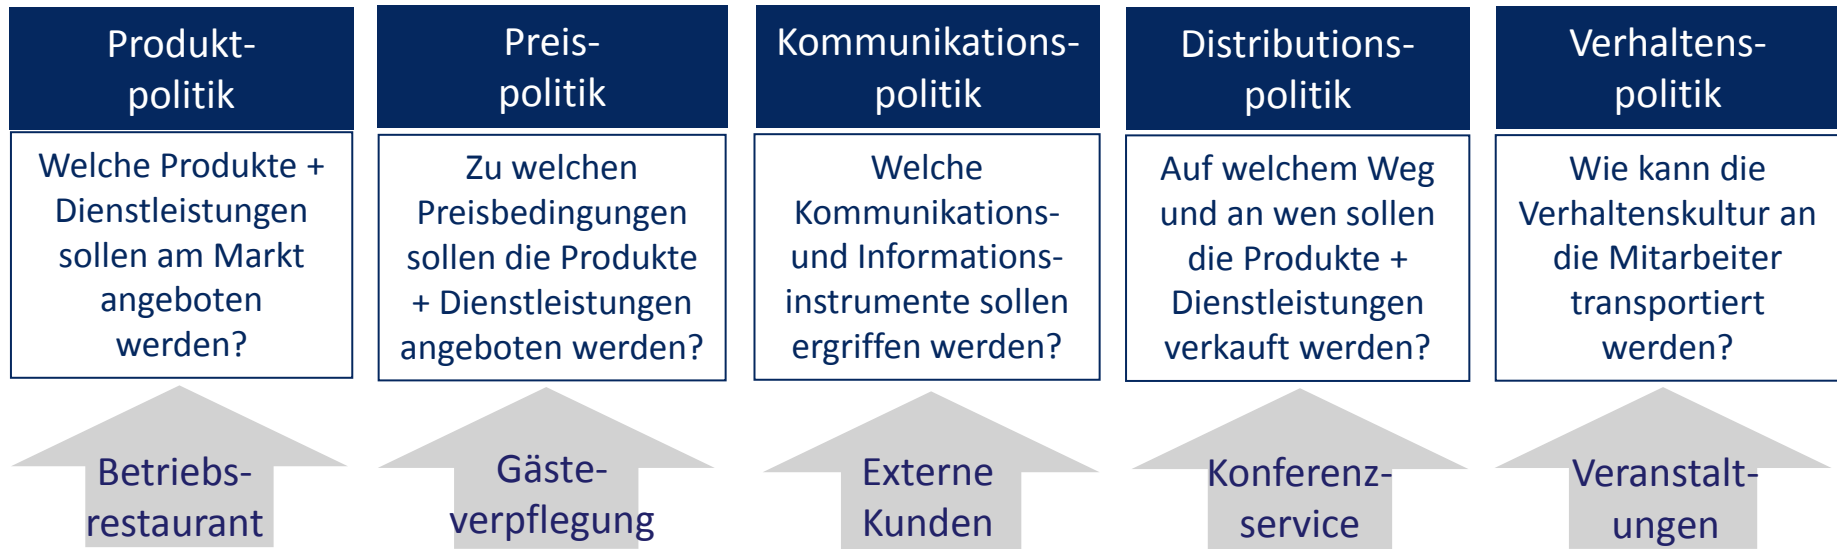 Produkt-
politik
Preis-
politik
Kommunikations-
politik
Distributions-
politik
Verhaltens-
politik
Welche Produkte +
Dienstleistungen
sollen am Markt
angeboten
werden?
Zu welchen
Preisbedingungen
sollen die Produkte
+ Dienstleistungen
angeboten werden?
Welche
Kommunikations-
und Informations-
instrumente sollen
ergriffen werden?
Auf welchem Weg
und an wen sollen
die Produkte +
Dienstleistungen
verkauft werden?
Wie kann die
Verhaltenskultur an
die Mitarbeiter
transportiert
werden?
Betriebs-
restaurant
Gäste-
verpflegung
Externe
Kunden
Konferenz-
service
Veranstalt-
ungen